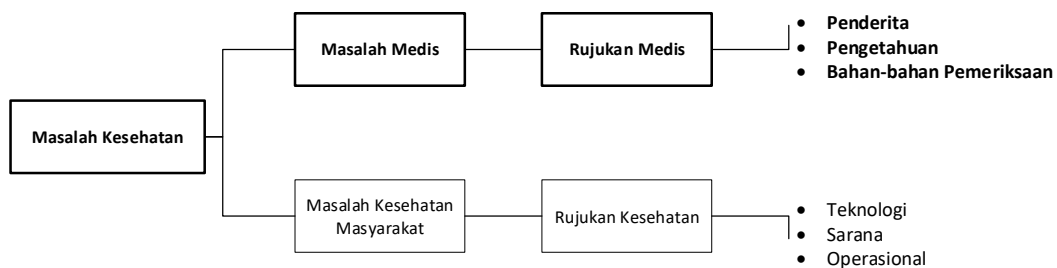 Masalah Kesehatan
Masalah Medis
Rujukan Medis
• Penderita
• Pengetahuan
• Bahan-bahan Pemeriksaan
Masalah Kesehatan
Masyarakat
Rujukan Kesehatan
• Teknologi
• Sarana
• Operasional